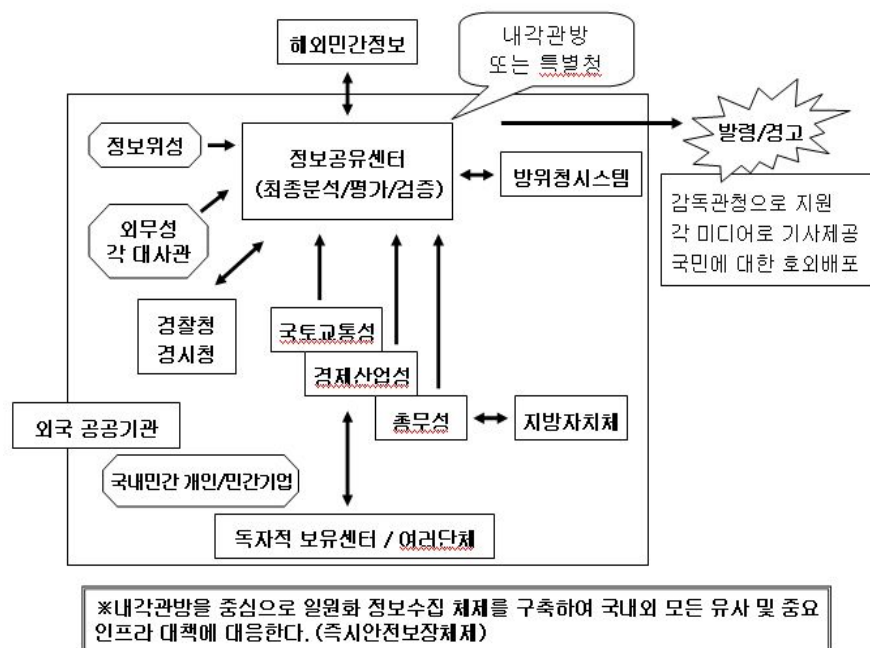 해외민간정보
내각관방
또는 특별청
정보위성
정보공유센터
(최종분석/평가/검증)
발령/경고
방위청시스템
외무성
각 대사관
감독관청으로 지원
각 미디어로 기사제공
국민에 대한 호외배포
경찰청
경시청
국토교통성
경제산업성
총무성
지방자치체
외국 공공기관
국내민간 개인/민간기업
독자적 보유센터 / 여러단체
※내각관방을 중심으로 일원화 정보수집 체제를 구축하여 국내외 모든 유사 및 중요
인프라 대책에 대응한다. (즉시안전보장체제)